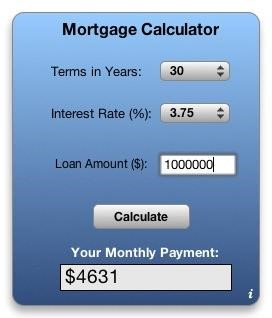 Mortgage Calculator
Terms in Years: 30
Interest Rate (%): 3.75
Loan Amount ($): 1000000
Calculate
Your Monthly Payment:
$4631
i